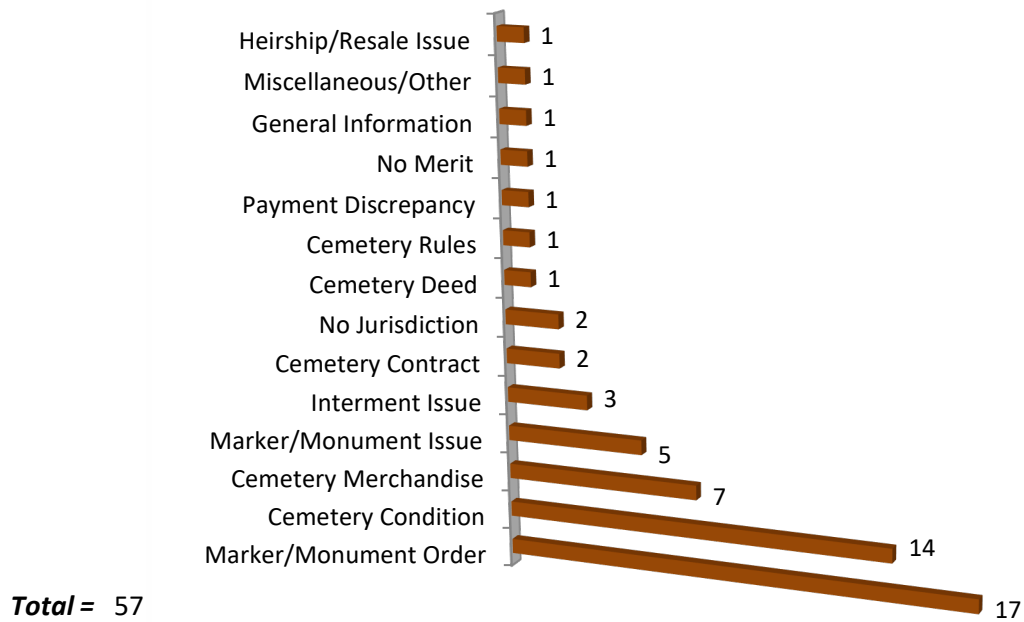 Heirship/Resale Issue 1
Miscellaneous/Other 1
General Information 1
No Merit 1
Payment Discrepancy 1
Cemetery Rules 1
Cemetery Deed 1
No Jurisdiction 2
Cemetery Contract 2
Interment Issue 3
Marker/Monument Issue 5
Cemetery Merchandise 7
Cemetery Condition 14
Marker/Monument Order 17
Total = 57